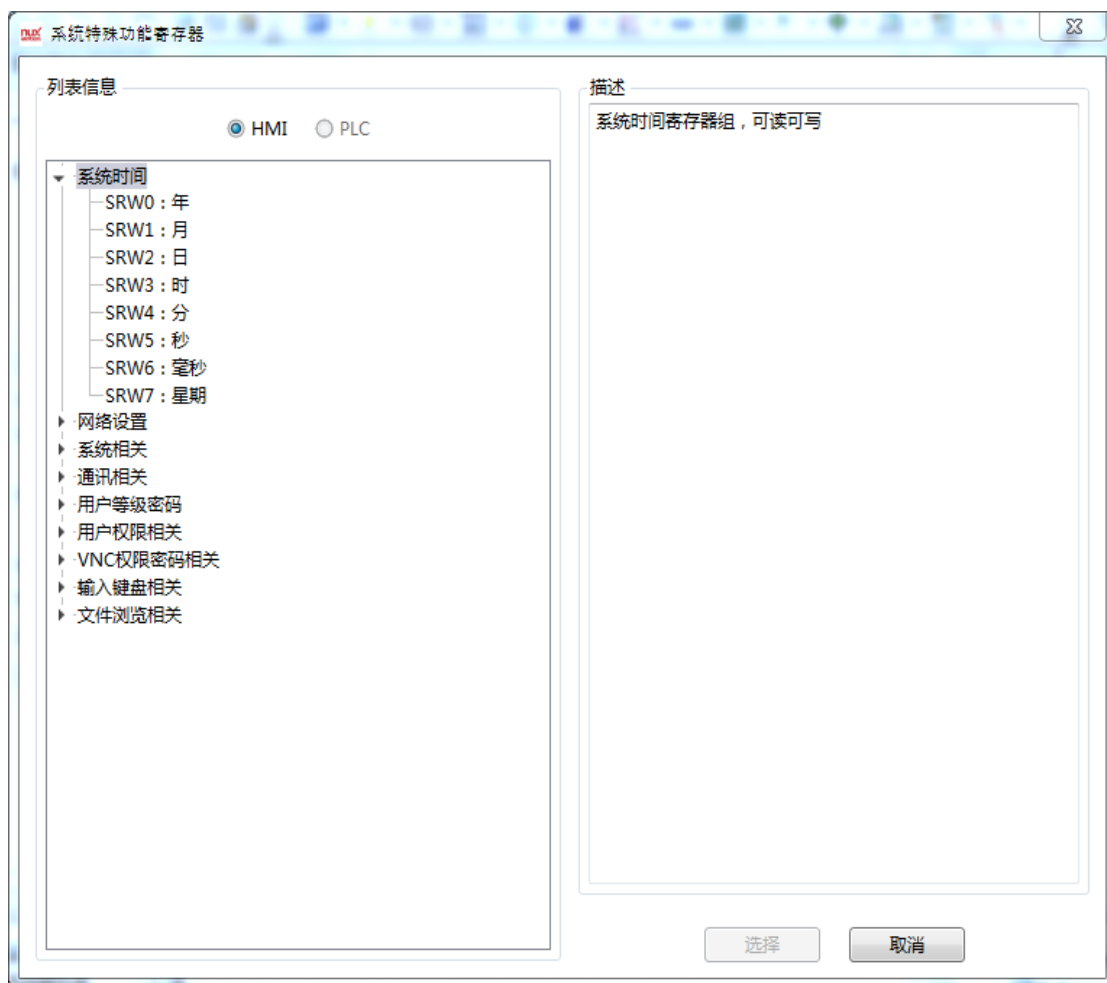 系统特殊功能寄存器
列表信息
HMI PLC
系统时间
SRW0：年
SRW1：月
SRW2：日
SRW3：时
SRW4：分
SRW5：秒
SRW6：毫秒
SRW7：星期
网络设置
系统相关
通讯相关
用户等级密码
用户权限相关
VNC权限密码相关
输入键盘相关
文件浏览相关
描述
系统时间寄存器组，可读可写
选择 取消